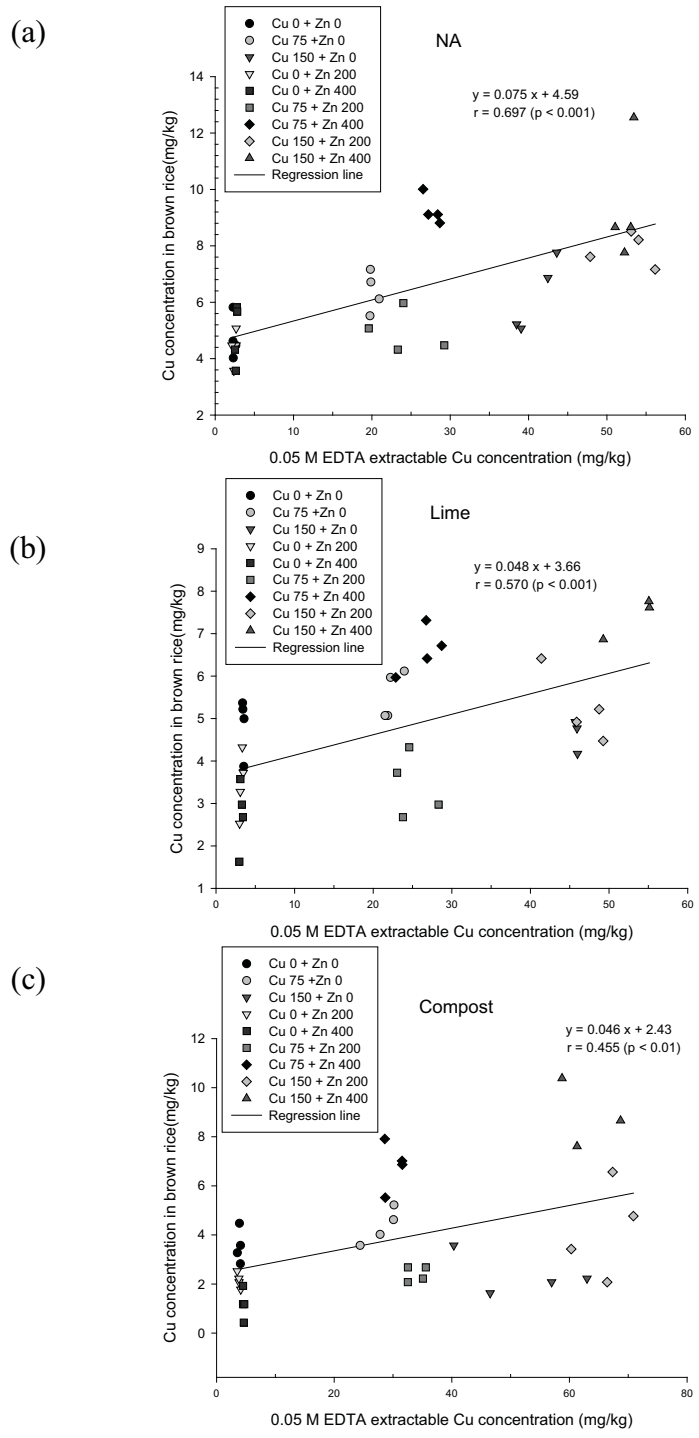 (a)
NA
Cu 0 + Zn 0
Cu 75 +Zn 0
Cu 150 + Zn 0
Cu 0 + Zn 200
Cu 0 + Zn 400
Cu 75 + Zn 200
Cu 75 + Zn 400
Cu 150 + Zn 200
Cu 150 + Zn 400
Regression line
y = 0.075 x + 4.59
r = 0.697 (p < 0.001)
Cu concentration in brown rice(mg/kg)
14
12
10
8
6
4
2
0 10 20 30 40 50 60
0.05 M EDTA extractable Cu concentration (mg/kg)
(b)
Lime
Cu 0 + Zn 0
Cu 75 +Zn 0
Cu 150 + Zn 0
Cu 0 + Zn 200
Cu 0 + Zn 400
Cu 75 + Zn 200
Cu 75 + Zn 400
Cu 150 + Zn 200
Cu 150 + Zn 400
Regression line
y = 0.048 x + 3.66
r = 0.570 (p < 0.001)
Cu concentration in brown rice(mg/kg)
9
8
7
6
5
4
3
2
1
0 10 20 30 40 50 60
0.05 M EDTA extractable Cu concentration (mg/kg)
(c)
Compost
Cu 0 + Zn 0
Cu 75 +Zn 0
Cu 150 + Zn 0
Cu 0 + Zn 200
Cu 0 + Zn 400
Cu 75 + Zn 200
Cu 75 + Zn 400
Cu 150 + Zn 200
Cu 150 + Zn 400
Regression line
y = 0.046 x + 2.43
r = 0.455 (p < 0.01)
Cu concentration in brown rice(mg/kg)
12
10
8
6
4
2
0
0 20 40 60 80
0.05 M EDTA extractable Cu concentration (mg/kg)